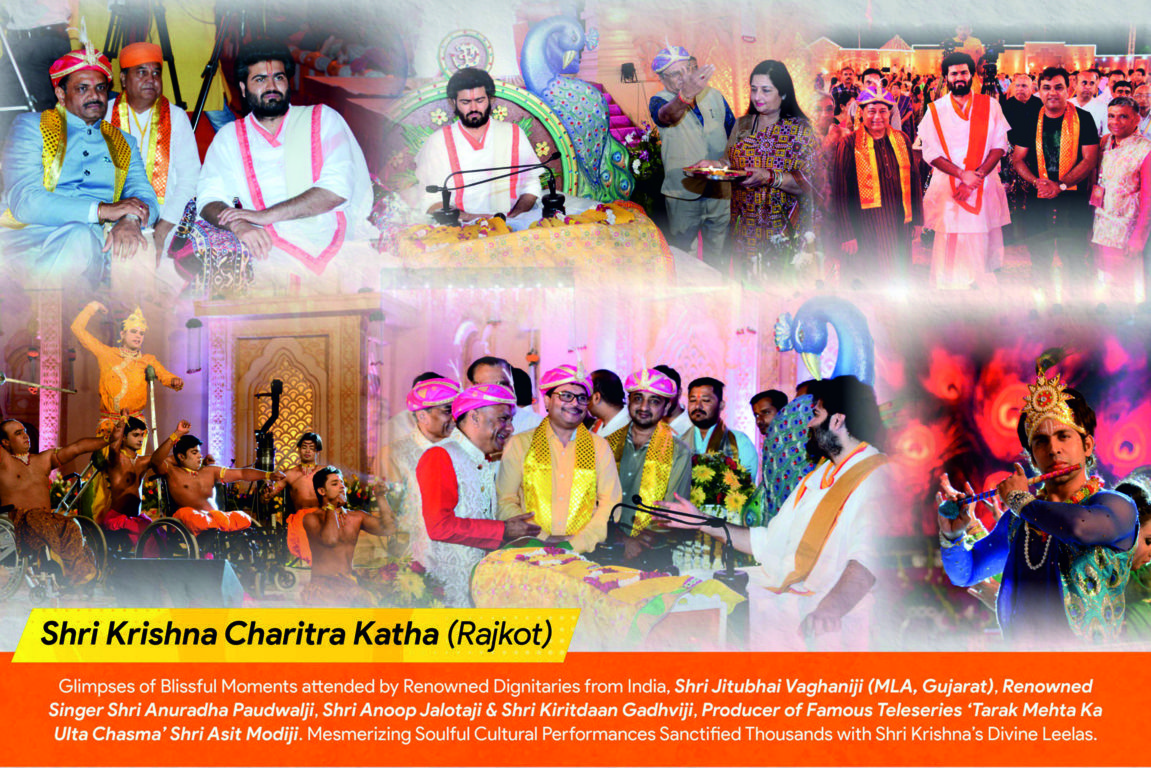 Shri Krishna Charitra Katha (Rajkot)
Glimpses of Blissful Moments attended by Renowned Dignitaries from India, Shri Jitubhai Vaghaniji (MLA, Gujarat), Renowned
Singer Shri Anuradha Paudwalji, Shri Anoop Jalotaji & Shri Kiritdaan Gadhviji, Producer of Famous Teleseries ‘Tarak Mehta Ka
Ulta Chasma’ Shri Asit Modiji. Mesmerizing Soulful Cultural Performances Sanctified Thousands with Shri Krishna’s Divine Leelas.